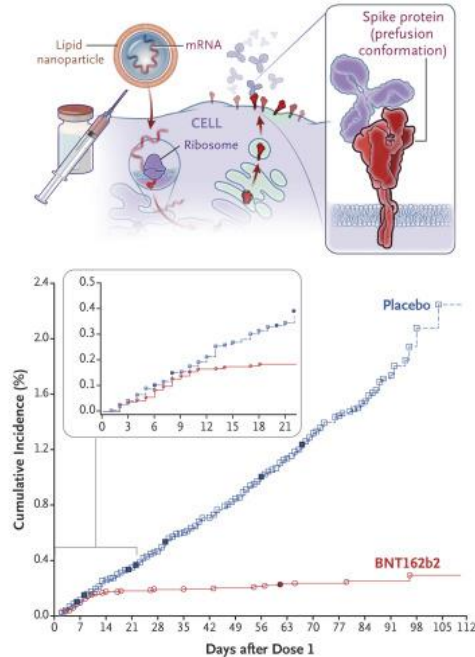 Lipid
nanoparticle
mRNA
Spike protein
(prefusion
conformation)
CELL
Ribosome
2.4
2.0
1.6
1.2
0.8
0.4
0.0
Cumulative Incidence (%)
0.5
0.4
0.3
0.2
0.1
0.0
0 3 6 9 12 15 18 21
Placebo
BNT162b2
0 7 14 21 28 35 42 49 56 63 70 77 84 91 98 105 112
Days after Dose 1